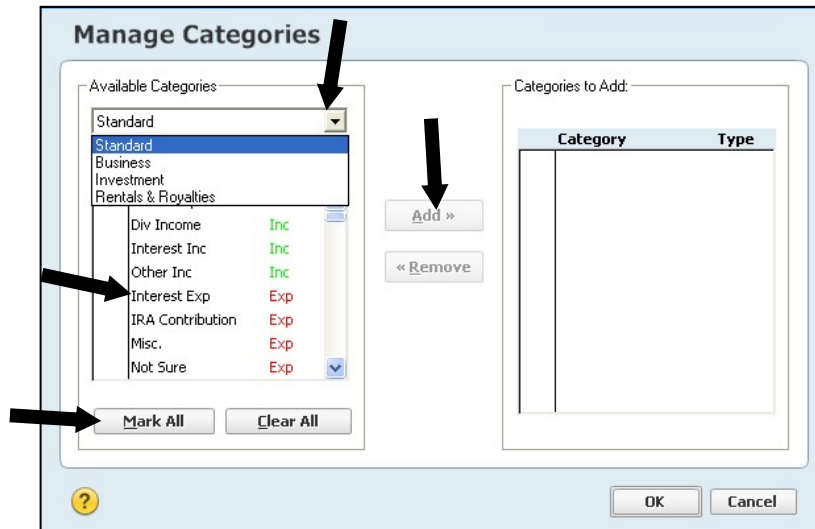 Manage Categories
Available Categories
Standard
Standard
Business
Investment
Rentals & Royalties
Div Income Inc
Interest Inc Inc
Other Inc Inc
Interest Exp Exp
IRA Contribution Exp
Misc. Exp
Not Sure Exp
Mark All Clear All
Add »
« Remove
Categories to Add:
Category Type
?
OK Cancel